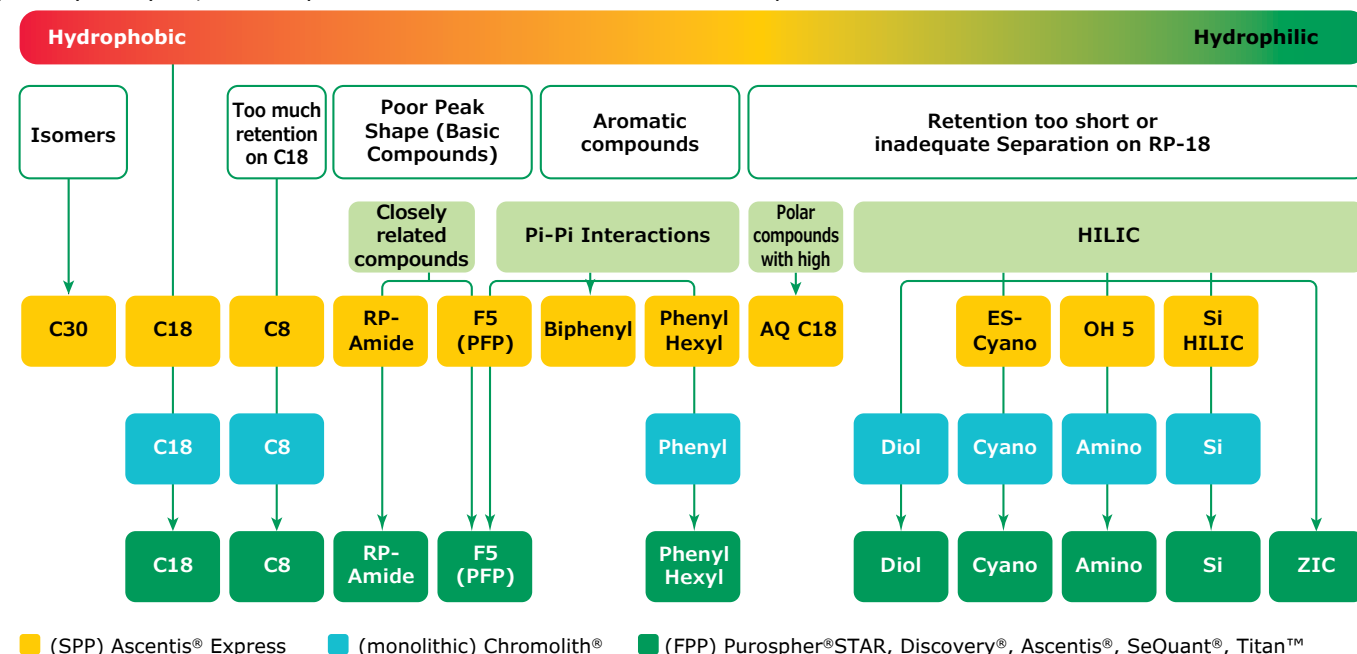 Hydrophobic
Hydrophilic
Isomers
Too much
retention
on C18
Poor Peak
Shape (Basic
Compounds)
Aromatic
compounds
Retention too short or
inadequate Separation on RP-18
Closely
related
compounds
Pi-Pi Interactions
Polar
compounds
with high
HILIC
C30
C18
C8
RP-
Amide
F5
(PFP)
Biphenyl
Phenyl
Hexyl
AQ C18
ES-
Cyano
OH 5
Si
HILIC
C18
C8
Phenyl
Diol
Cyano
Amino
Si
C18
C8
RP-
Amide
F5
(PFP)
Phenyl
Hexyl
Diol
Cyano
Amino
Si
ZIC
(SPP) Ascentis® Express
(monolithic) Chromolith®
(FPP) Purospher®STAR, Discovery®, Ascentis®, SeQuant®, Titan™